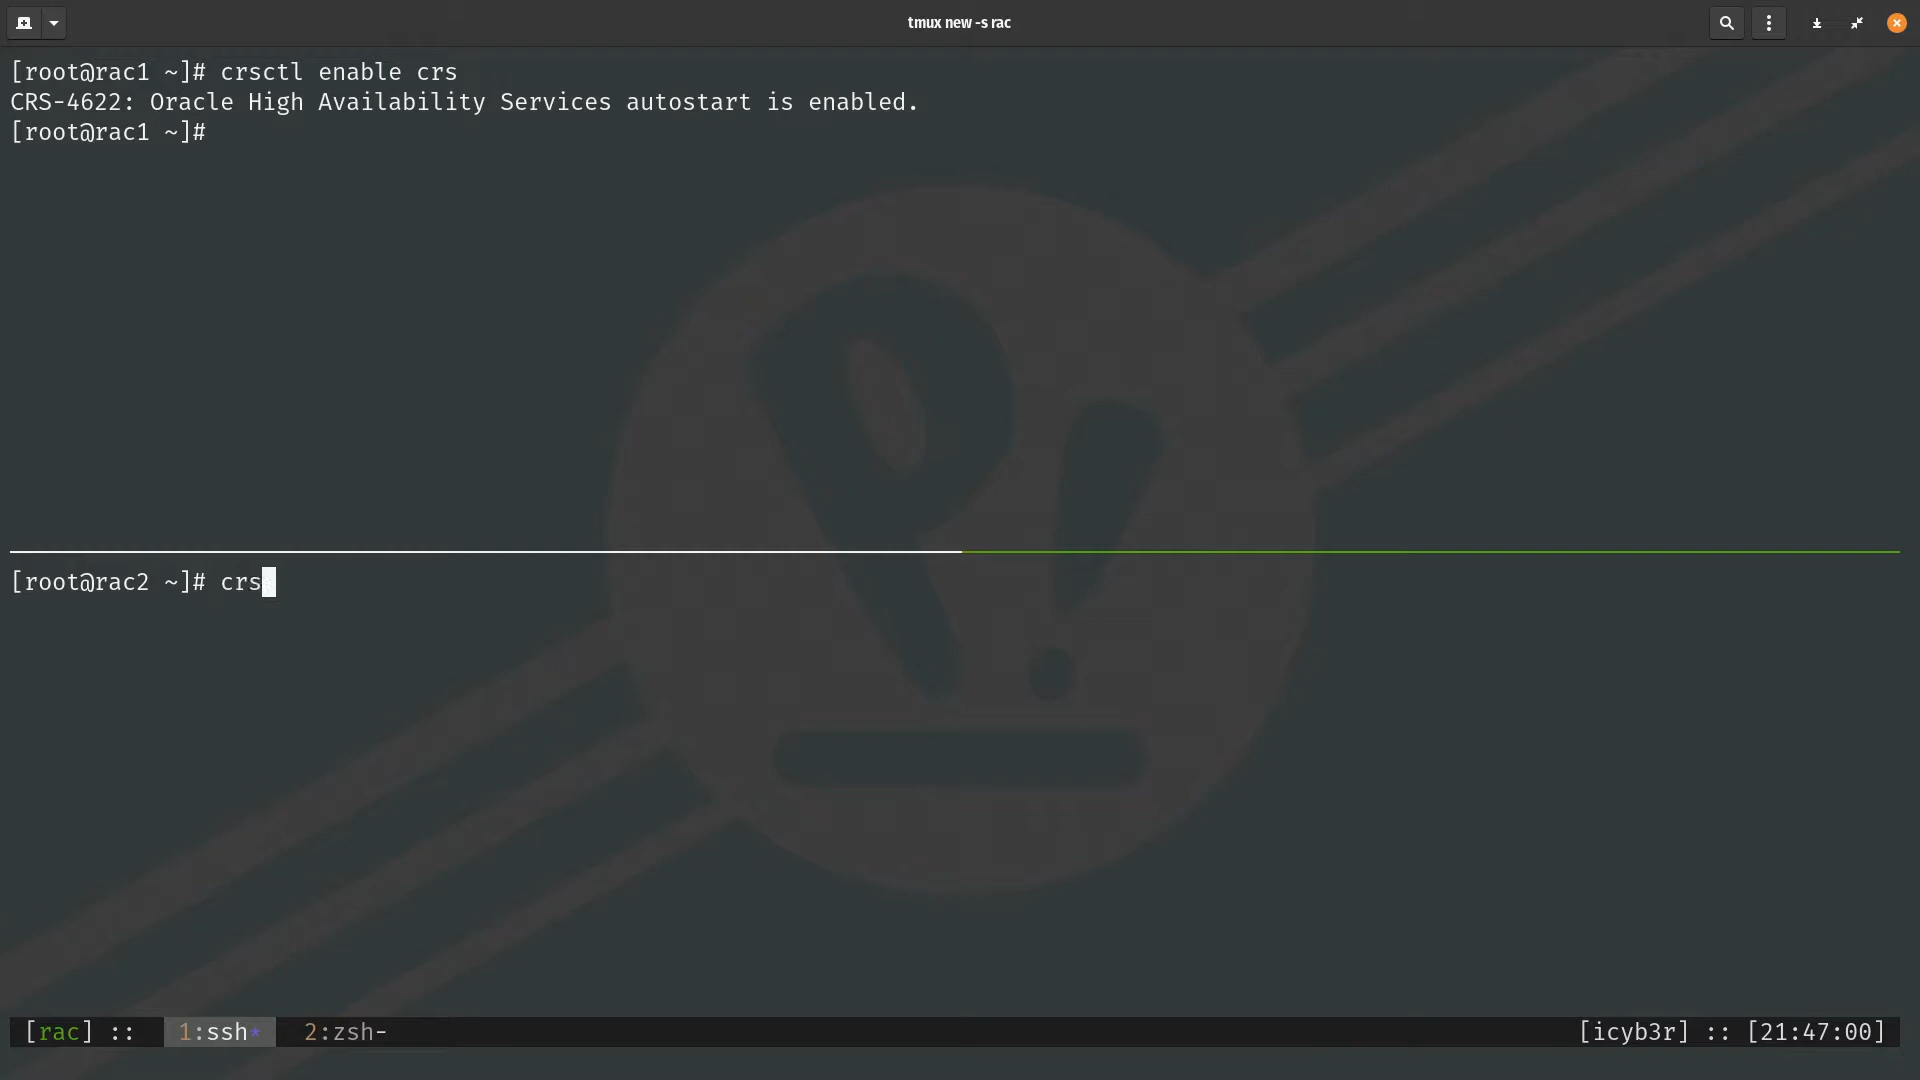 tmux new -s rac
[root@rac1 ~]# crsctl enable crs
CRS-4622: Oracle High Availability Services autostart is enabled.
[root@rac1 ~]#
[root@rac2 ~]# crs
[rac] :: 1:ssh* 2:zsh- [icyb3r] :: [21:47:00]